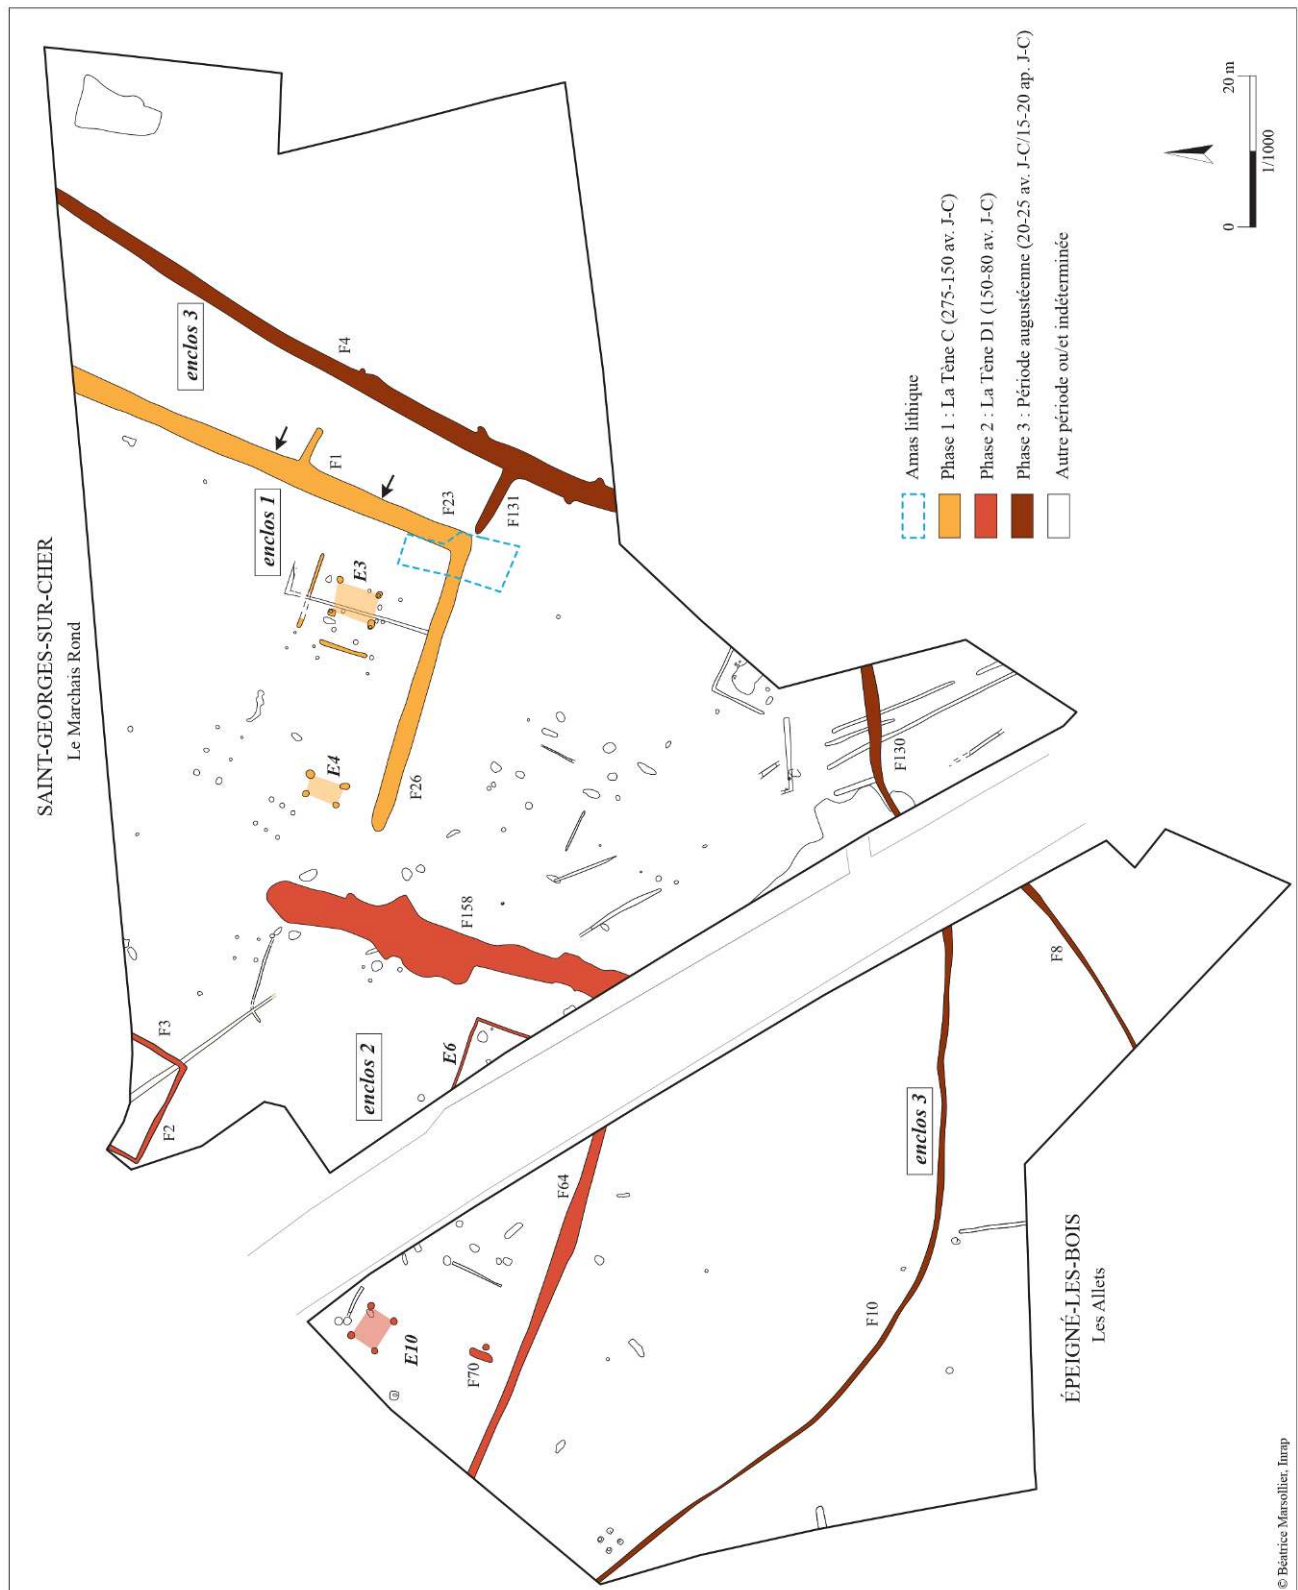 SAINT-GEORGES-SUR-CHER
Le Marchais Rond
enclos 3
F4
F1
enclos 1
F23
F131
E3
E4
F26
F158
F3
F2
enclos 2
E6
F130
F8
F64
enclos 3
F10
E10
F70
ÉPEIGNÉ-LES-BOIS
Les Allets
Amas lithique
Phase 1 : La Tène C (275-150 av. J-C)
Phase 2 : La Tène D1 (150-80 av. J-C)
Phase 3 : Période augustéenne (20-25 av. J-C/15-20 ap. J-C)
Autre période ou/et indéterminée
0
20 m
1/1000
© Béatrice Marsollier, Inrap